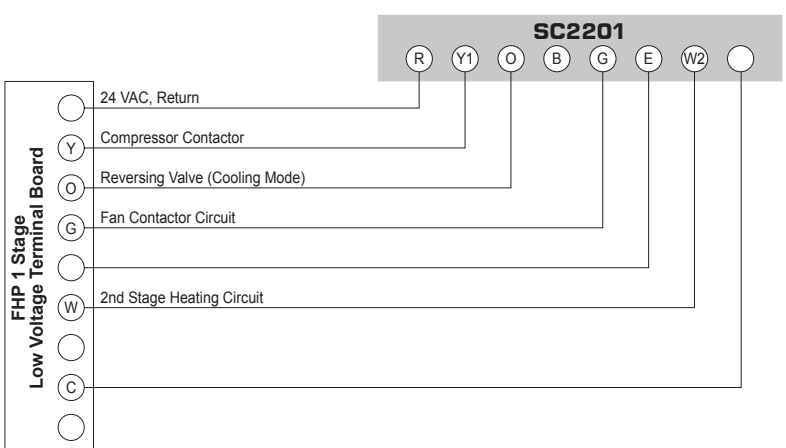 SC2201
R Y1 O B G E W2
24 VAC, Return
Y Compressor Contactor
O Reversing Valve (Cooling Mode)
G Fan Contactor Circuit
W 2nd Stage Heating Circuit
C
FHP 1 Stage
Low Voltage Terminal Board